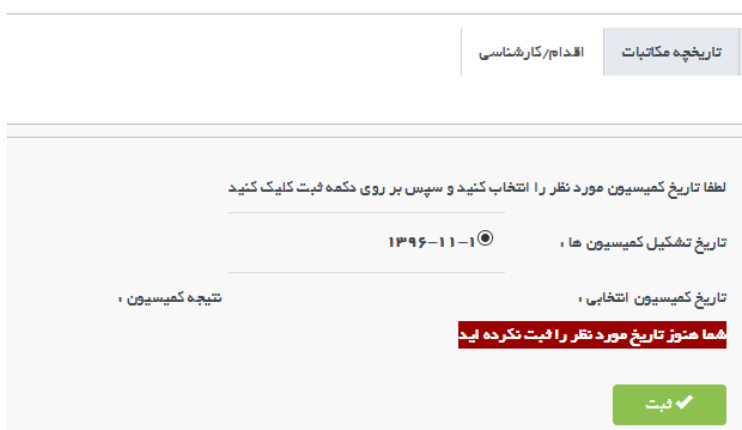 تاریخچه مکاتبات
اقدام/کارشناسی
لطفا تاریخ کمیسیون مورد نظر را انتخاب کنید و سپس بر روی دکمه ثبت کلیک کنید
تاریخ تشکیل کمیسیون ها : ۱۳۹۶-۱۱-۱
تاریخ کمیسیون انتخابی : نتیجه کمیسیون :
شما هنوز تاریخ مورد نظر را ثبت نکرده اید
ثبت